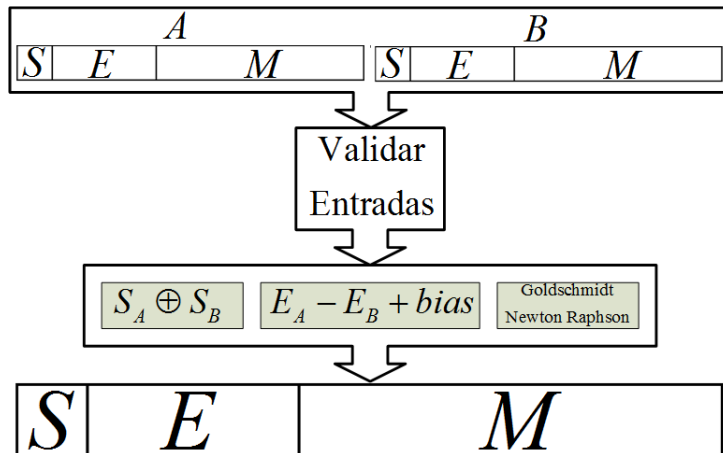 A B
S E M S E M
Validar
Entradas
S_A ⊕ S_B E_A − E_B + bias Goldschmidt
Newton Raphson
S E M